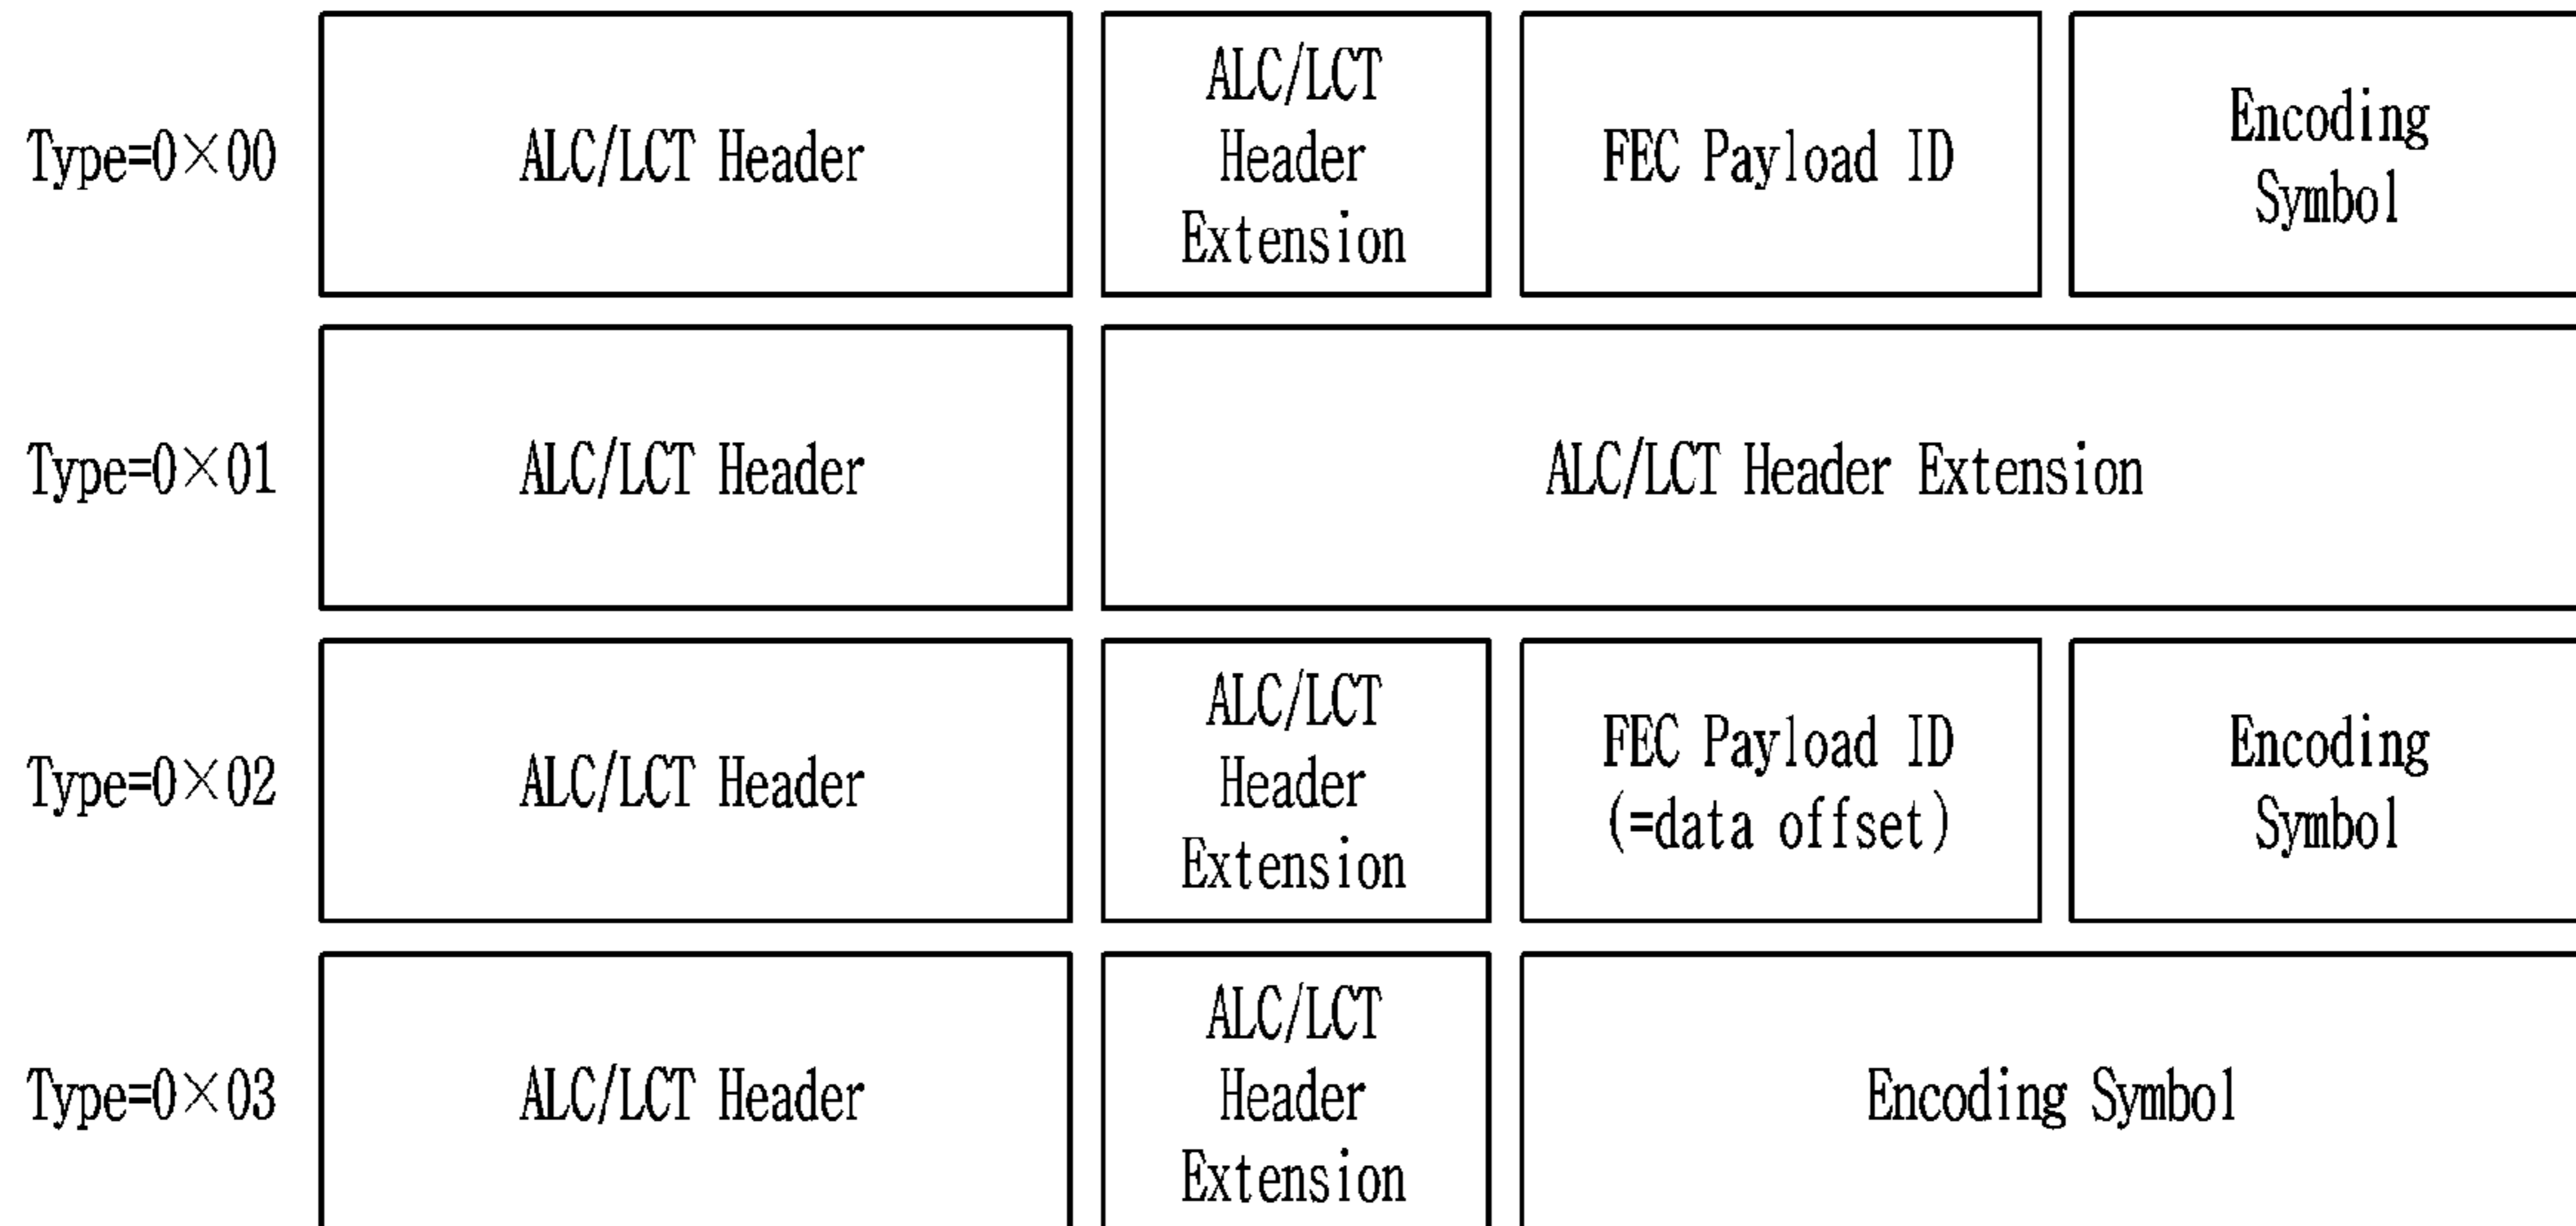 Type=0×00
ALC/LCT Header
ALC/LCT
Header
Extension
FEC Payload ID
Encoding
Symbol
Type=0×01
ALC/LCT Header
ALC/LCT Header Extension
Type=0×02
ALC/LCT Header
ALC/LCT
Header
Extension
FEC Payload ID
(=data offset)
Encoding
Symbol
Type=0×03
ALC/LCT Header
ALC/LCT
Header
Extension
Encoding Symbol